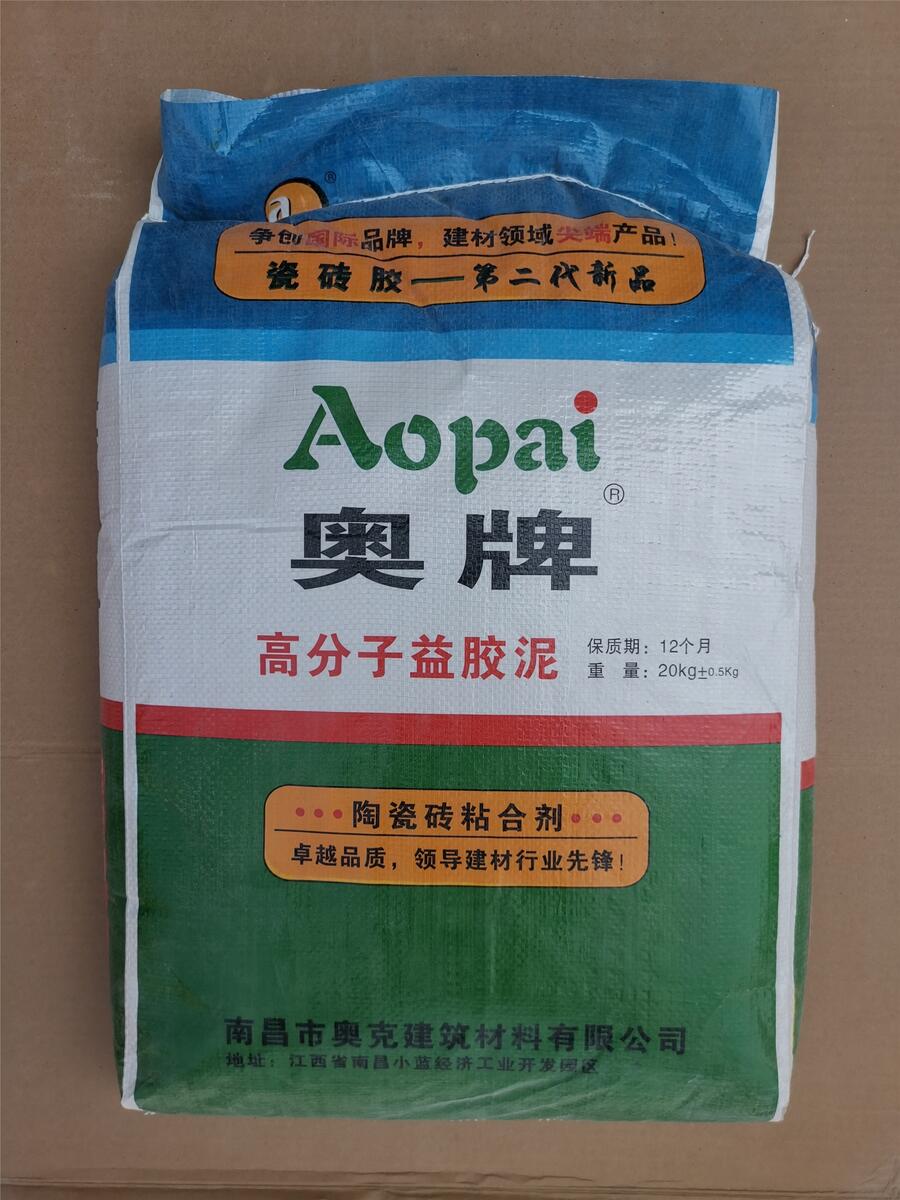 a®
争创国际品牌，建材领域尖端产品！
瓷砖胶——第二代新品
Aopai
®
奥牌
高分子益胶泥
保质期：12个月
重 量：20kg±0.5Kg
•••陶瓷砖粘合剂•••
卓越品质，领导建材行业先锋！
南昌市奥克建筑材料有限公司
地址：江西省南昌小蓝经济工业开发园区